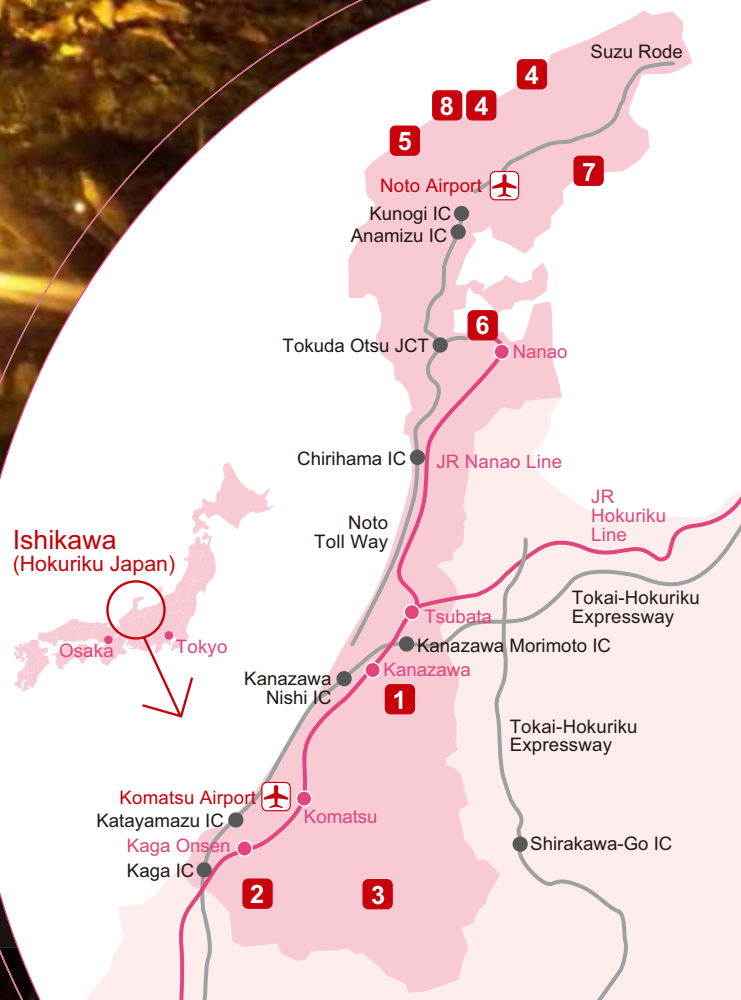 Suzu Rode
4
8
4
5
7
Noto Airport
Kunogi IC
Anamizu IC
6
Tokuda Otsu JCT
Nanao
Chirihama IC
JR Nanao Line
JR
Hokuriku
Line
Noto
Toll Way
Ishikawa
(Hokuriku Japan)
Tokai-Hokuriku
Expressway
Tsubata
Osaka
Tokyo
Kanazawa Morimoto IC
Kanazawa
Kanazawa
Nishi IC
1
Tokai-Hokuriku
Expressway
Komatsu Airport
Komatsu
Katayamazu IC
Kaga Onsen
Shirakawa-Go IC
Kaga IC
2
3